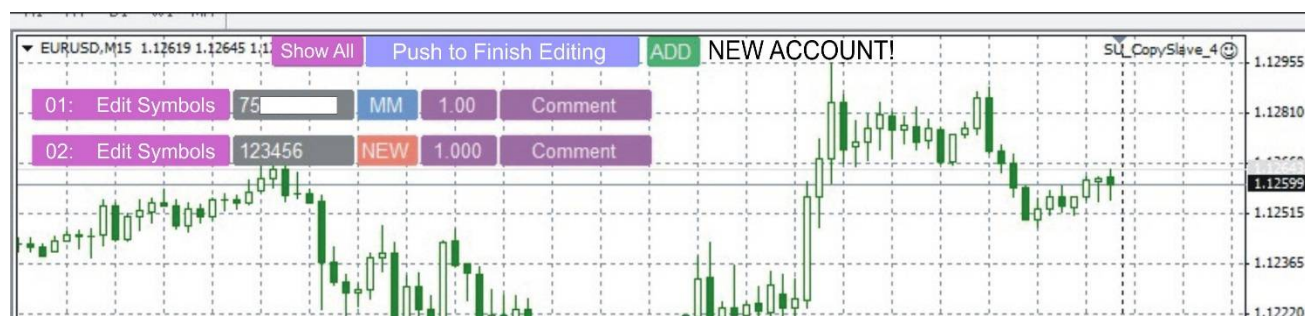 EURUSD,M15 1.12619 1.12645 1.1
Show All
Push to Finish Editing
ADD
NEW ACCOUNT!
SU_CopySlave_4
1.12955
01: Edit Symbols 75 MM 1.00 Comment
1.12810
02: Edit Symbols 123456 NEW 1.000 Comment
1.12599
1.12515
1.12365
1.12220